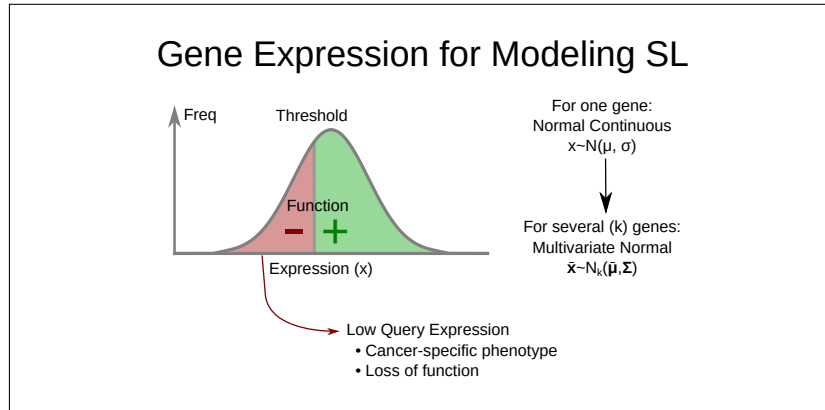 Gene Expression for Modeling SL
Freq
Threshold
Function
− +
Expression (x)
Low Query Expression
• Cancer-specific phenotype
• Loss of function
For one gene:
Normal Continuous
x~N(μ, σ)
For several (k) genes:
Multivariate Normal
x̄~Nₖ(μ̄,Σ)